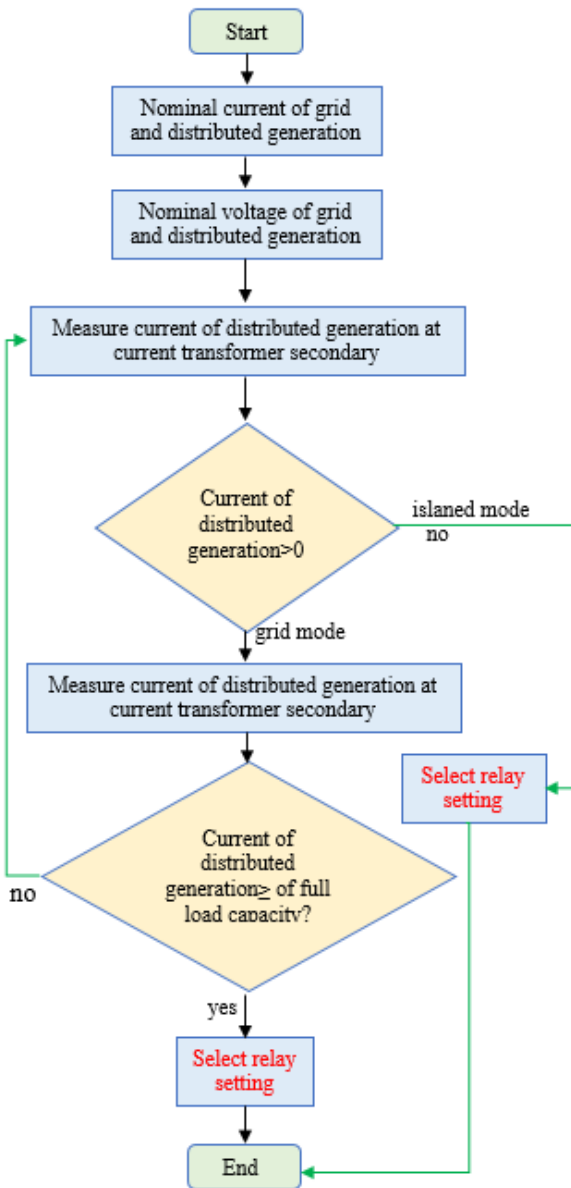 Start
Nominal current of grid
and distributed generation
Nominal voltage of grid
and distributed generation
Measure current of distributed generation at
current transformer secondary
Current of
distributed
generation>0
islaned mode
no
grid mode
Measure current of distributed generation at
current transformer secondary
Select relay
setting
Current of
distributed
generation≥ of full
load capacity?
no
yes
Select relay
setting
End